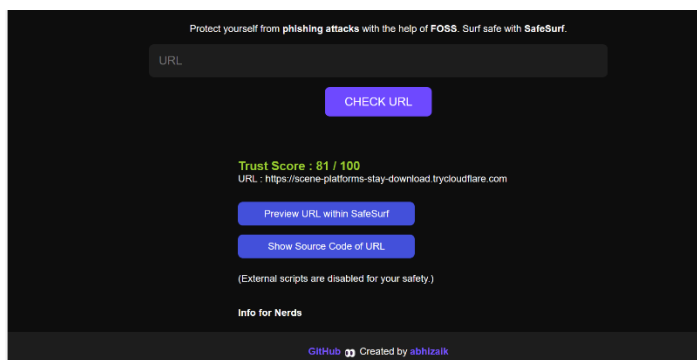 Protect yourself from phishing attacks with the help of FOSS. Surf safe with SafeSurf.
URL
CHECK URL
Trust Score : 81 / 100
URL : https://scene-platforms-stay-download.trycloudflare.com
Preview URL within SafeSurf
Show Source Code of URL
(External scripts are disabled for your safety.)
Info for Nerds
GitHub 👀 Created by abhizaik